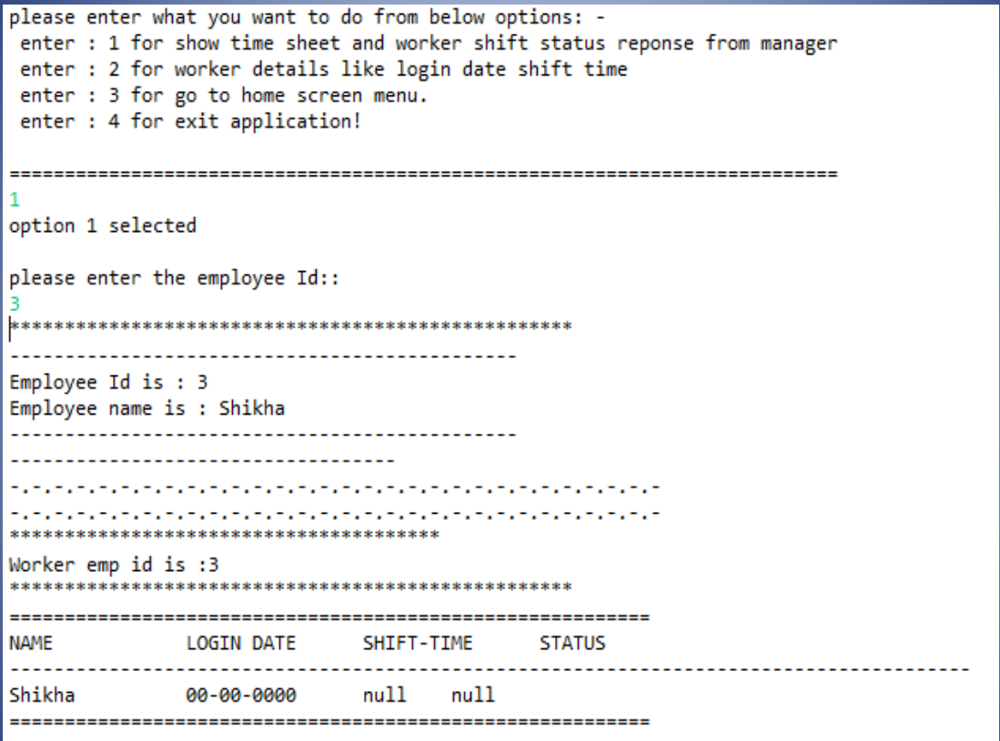 please enter what you want to do from below options: -
enter : 1 for show time sheet and worker shift status reponse from manager
enter : 2 for worker details like login date shift time
enter : 3 for go to home screen menu.
enter : 4 for exit application!
===========================================================================
1
option 1 selected
please enter the employee Id::
3
***************************************************
----------------------------------------------
Employee Id is : 3
Employee name is : Shikha
----------------------------------------------
-----------------------------------
-.-.-.-.-.-.-.-.-.-.-.-.-.-.-.-.-.-.-.-.-.-.-.-.-.-.-.-.-.-
-.-.-.-.-.-.-.-.-.-.-.-.-.-.-.-.-.-.-.-.-.-.-.-.-.-.-.-.-.-
***************************************
Worker emp id is :3
***************************************************
==========================================================
NAME            LOGIN DATE      SHIFT-TIME      STATUS
---------------------------------------------------------------------------------------
Shikha          00-00-0000      null    null
==========================================================